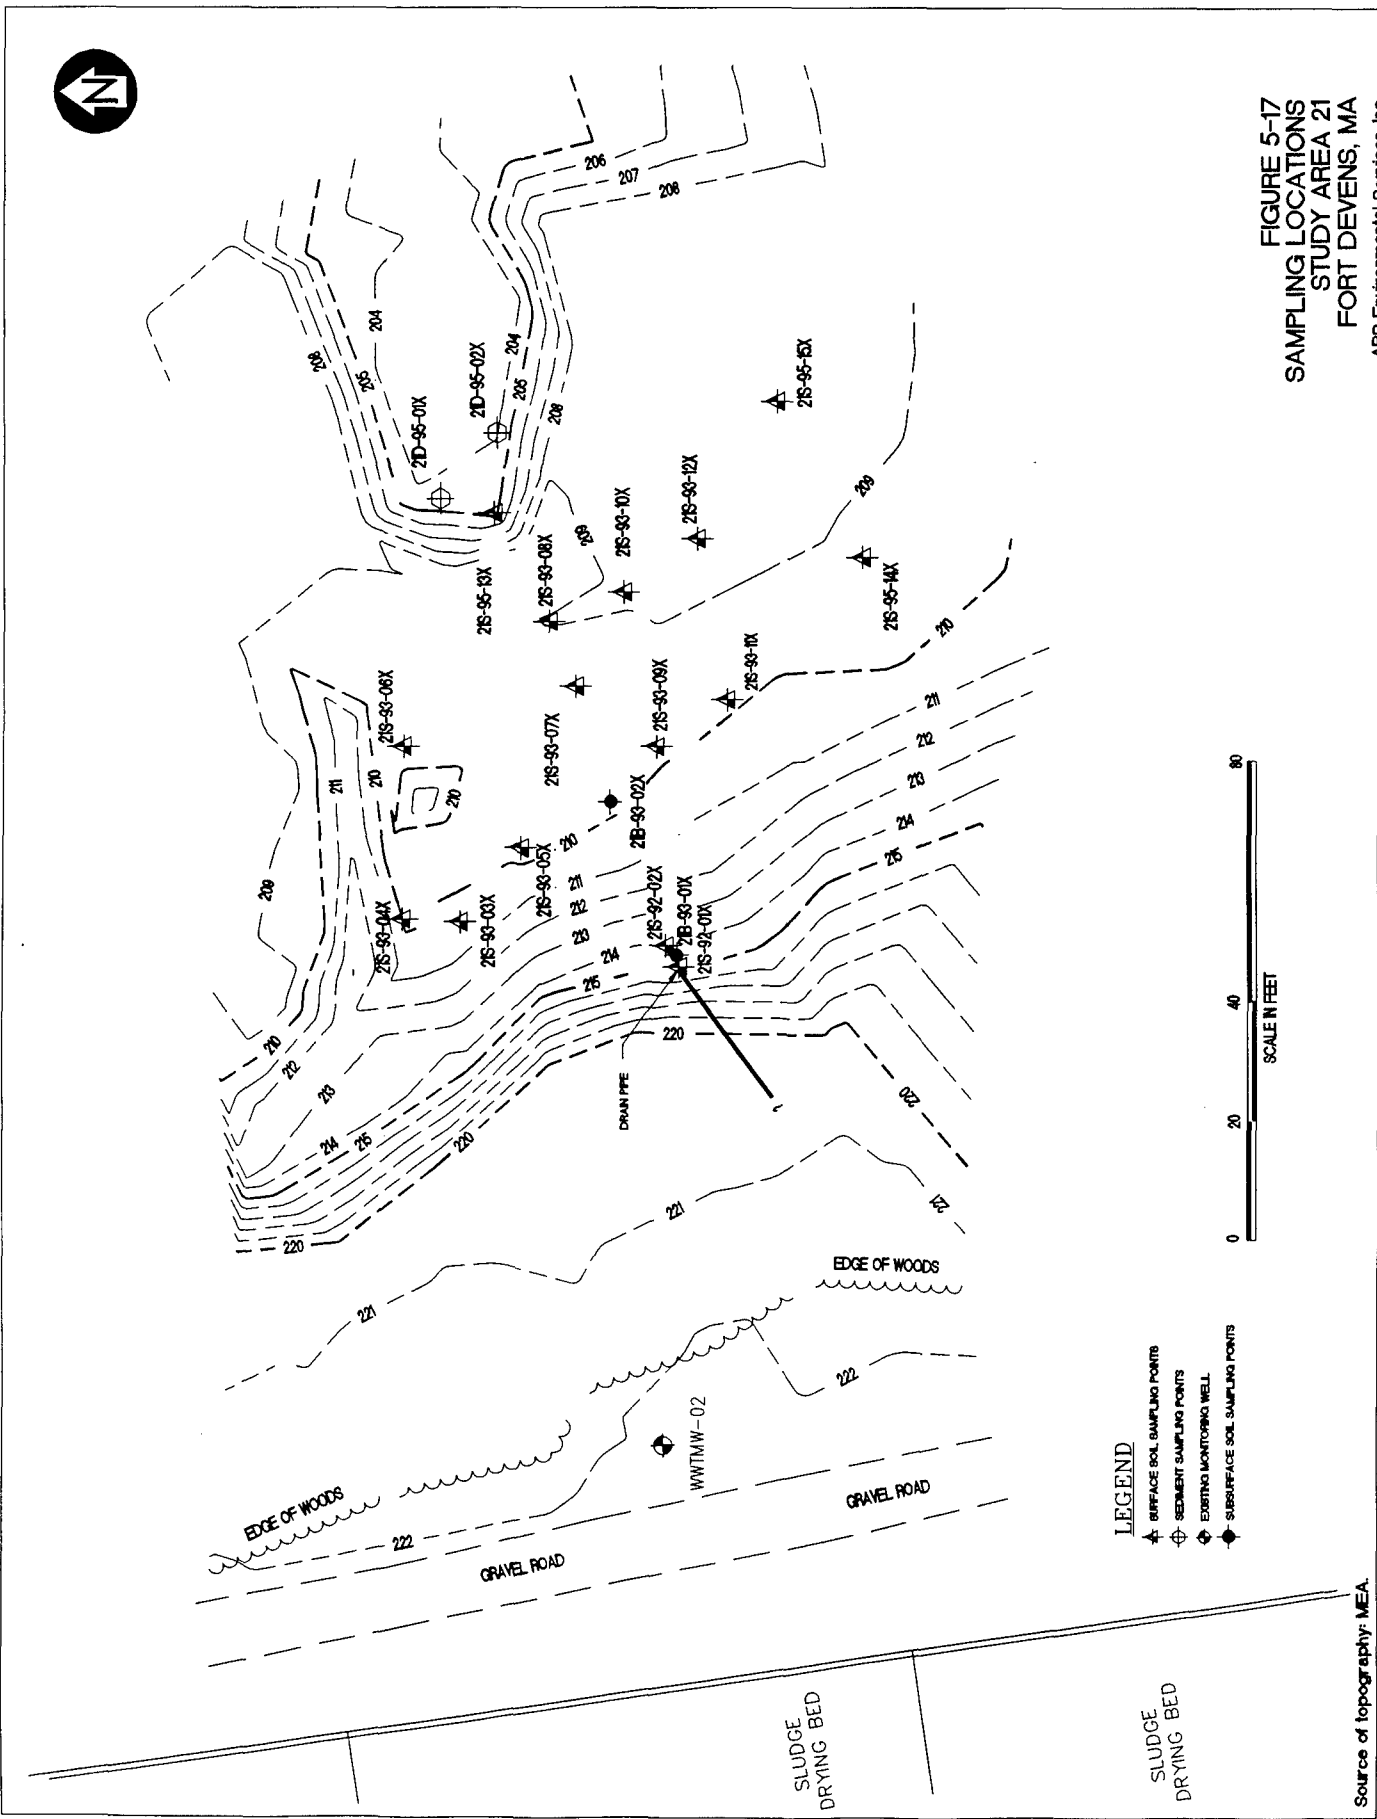 N
FIGURE 5-17
SAMPLING LOCATIONS
STUDY AREA 21
FORT DEVENS, MA
206
207
208
204
205
208
204
205
208
21D-95-01X
21D-95-02X
21S-95-15X
21S-93-12X
21S-93-10X
209
209
21S-95-13X
21S-93-08X
21S-95-14X
210
21S-93-06X
21S-93-07X
21S-93-09X
21S-93-11X
211
210
210
21B-93-02X
211
212
213
214
215
209
21S-93-04X
21S-93-03X
21S-93-05X
210
211
212
213
214
215
21S-92-02X
21B-93-01X
21S-92-01X
210
212
213
214
215
220
220
220
220
DRAIN PIPE
221
221
221
EDGE OF WOODS
EDGE OF WOODS
222
222
WWTMW-02
GRAVEL ROAD
GRAVEL ROAD
SLUDGE
DRYING BED
SLUDGE
DRYING BED
0
20
40
80
SCALE IN FEET
LEGEND
SURFACE SOIL SAMPLING POINTS
SEDIMENT SAMPLING POINTS
EXISTING MONITORING WELL
SUBSURFACE SOIL SAMPLING POINTS
Source of topography: MEA.